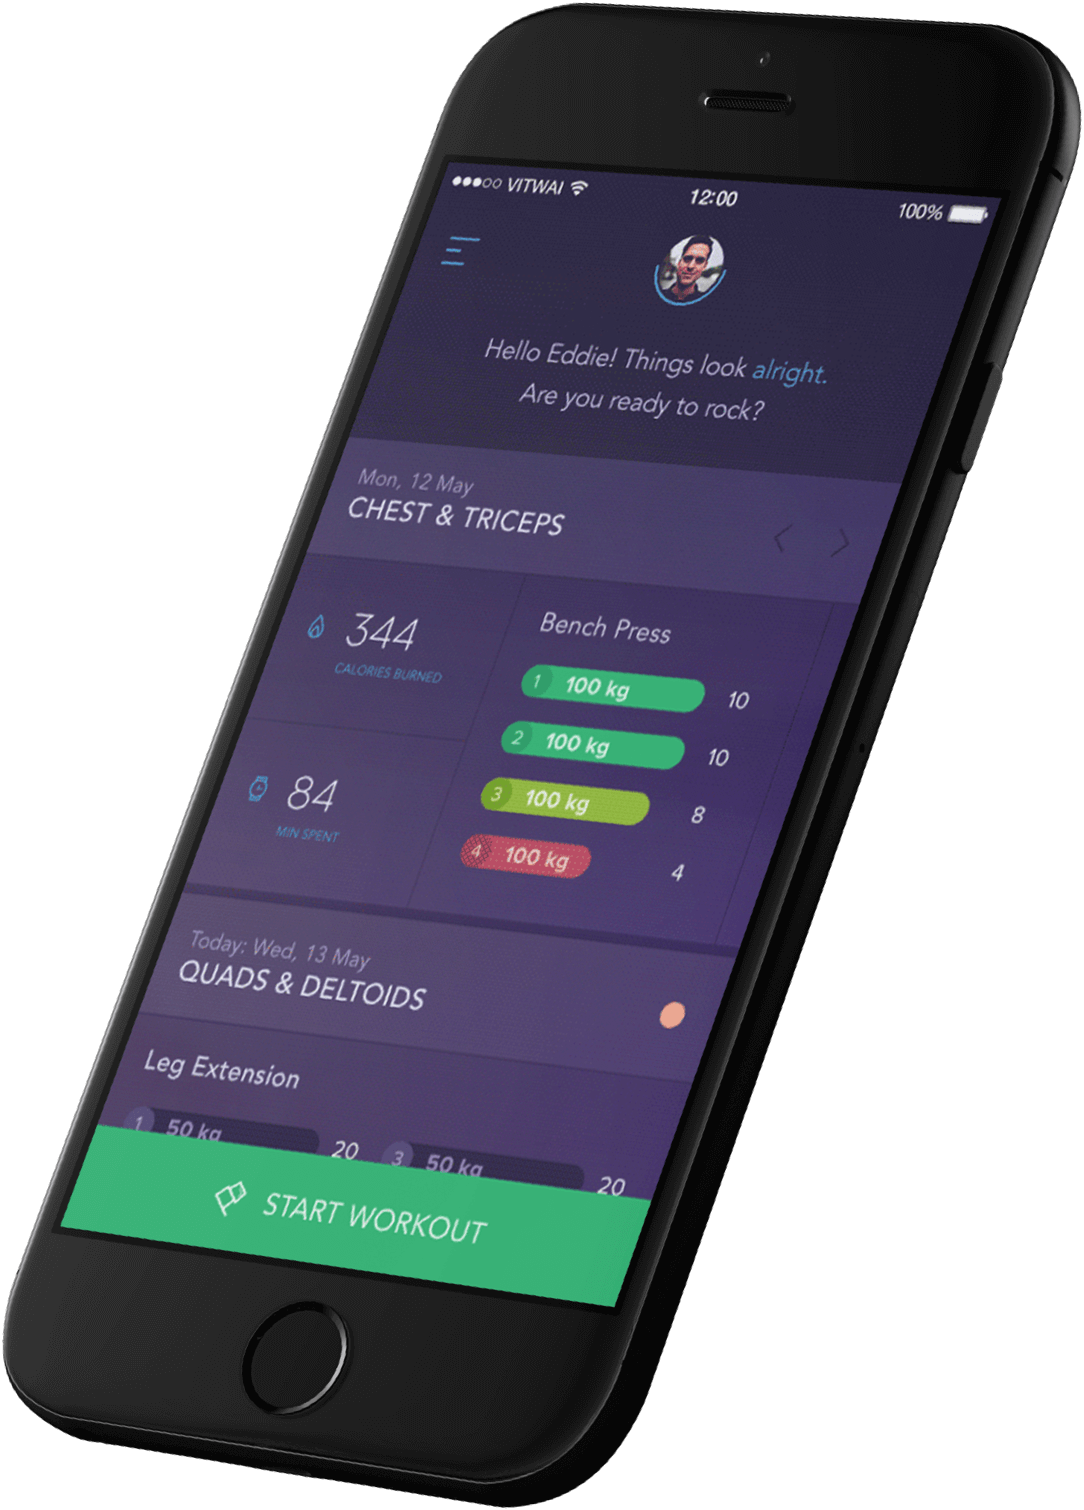 VITWAI
12:00
100%
Hello Eddie! Things look alright.
Are you ready to rock?
Mon, 12 May
CHEST & TRICEPS
344
CALORIES BURNED
84
MIN SPENT
Bench Press
1 100 kg 10
2 100 kg 10
3 100 kg 8
4 100 kg 4
Today: Wed, 13 May
QUADS & DELTOIDS
Leg Extension
1 50 kg 20 3 50 kg 20
START WORKOUT